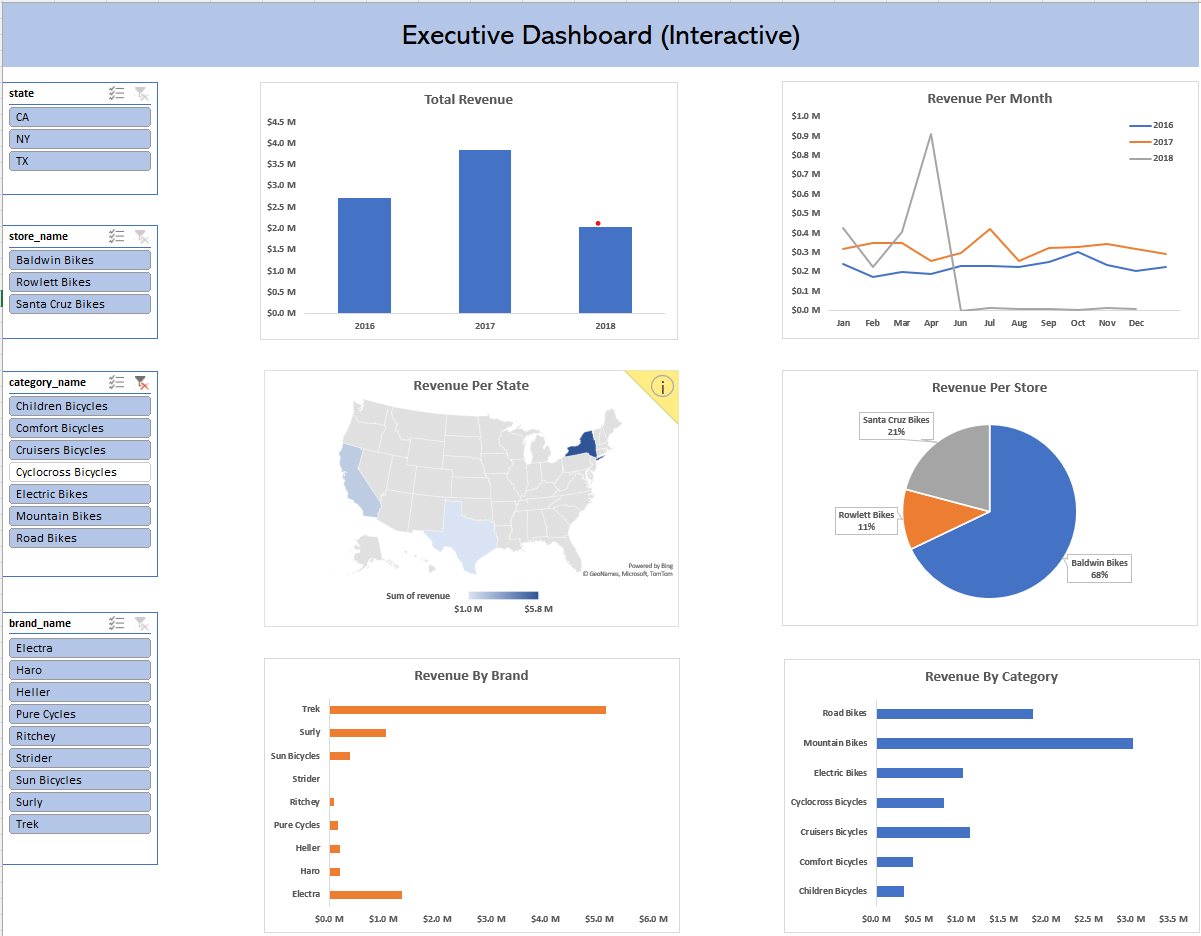 Executive Dashboard (Interactive)
state
CA
NY
TX
store_name
Baldwin Bikes
Rowlett Bikes
Santa Cruz Bikes
category_name
Children Bicycles
Comfort Bicycles
Cruisers Bicycles
Cyclocross Bicycles
Electric Bikes
Mountain Bikes
Road Bikes
brand_name
Electra
Haro
Heller
Pure Cycles
Ritchey
Strider
Sun Bicycles
Surly
Trek
Total Revenue
$4.5 M
$4.0 M
$3.5 M
$3.0 M
$2.5 M
$2.0 M
$1.5 M
$1.0 M
$0.5 M
$0.0 M
2016 2017 2018
Revenue Per Month
$1.0 M
$0.9 M
$0.8 M
$0.7 M
$0.6 M
$0.5 M
$0.4 M
$0.3 M
$0.2 M
$0.1 M
$0.0 M
2016
2017
2018
Jan Feb Mar Apr Jun Jul Aug Sep Oct Nov Dec
Revenue Per State
i
Powered by Bing
© GeoNames, Microsoft, TomTom
Sum of revenue
$1.0 M $5.8 M
Revenue Per Store
Santa Cruz Bikes
21%
Rowlett Bikes
11%
Baldwin Bikes
68%
Revenue By Brand
Trek
Surly
Sun Bicycles
Strider
Ritchey
Pure Cycles
Heller
Haro
Electra
$0.0 M $1.0 M $2.0 M $3.0 M $4.0 M $5.0 M $6.0 M
Revenue By Category
Road Bikes
Mountain Bikes
Electric Bikes
Cyclocross Bicycles
Cruisers Bicycles
Comfort Bicycles
Children Bicycles
$0.0 M $0.5 M $1.0 M $1.5 M $2.0 M $2.5 M $3.0 M $3.5 M